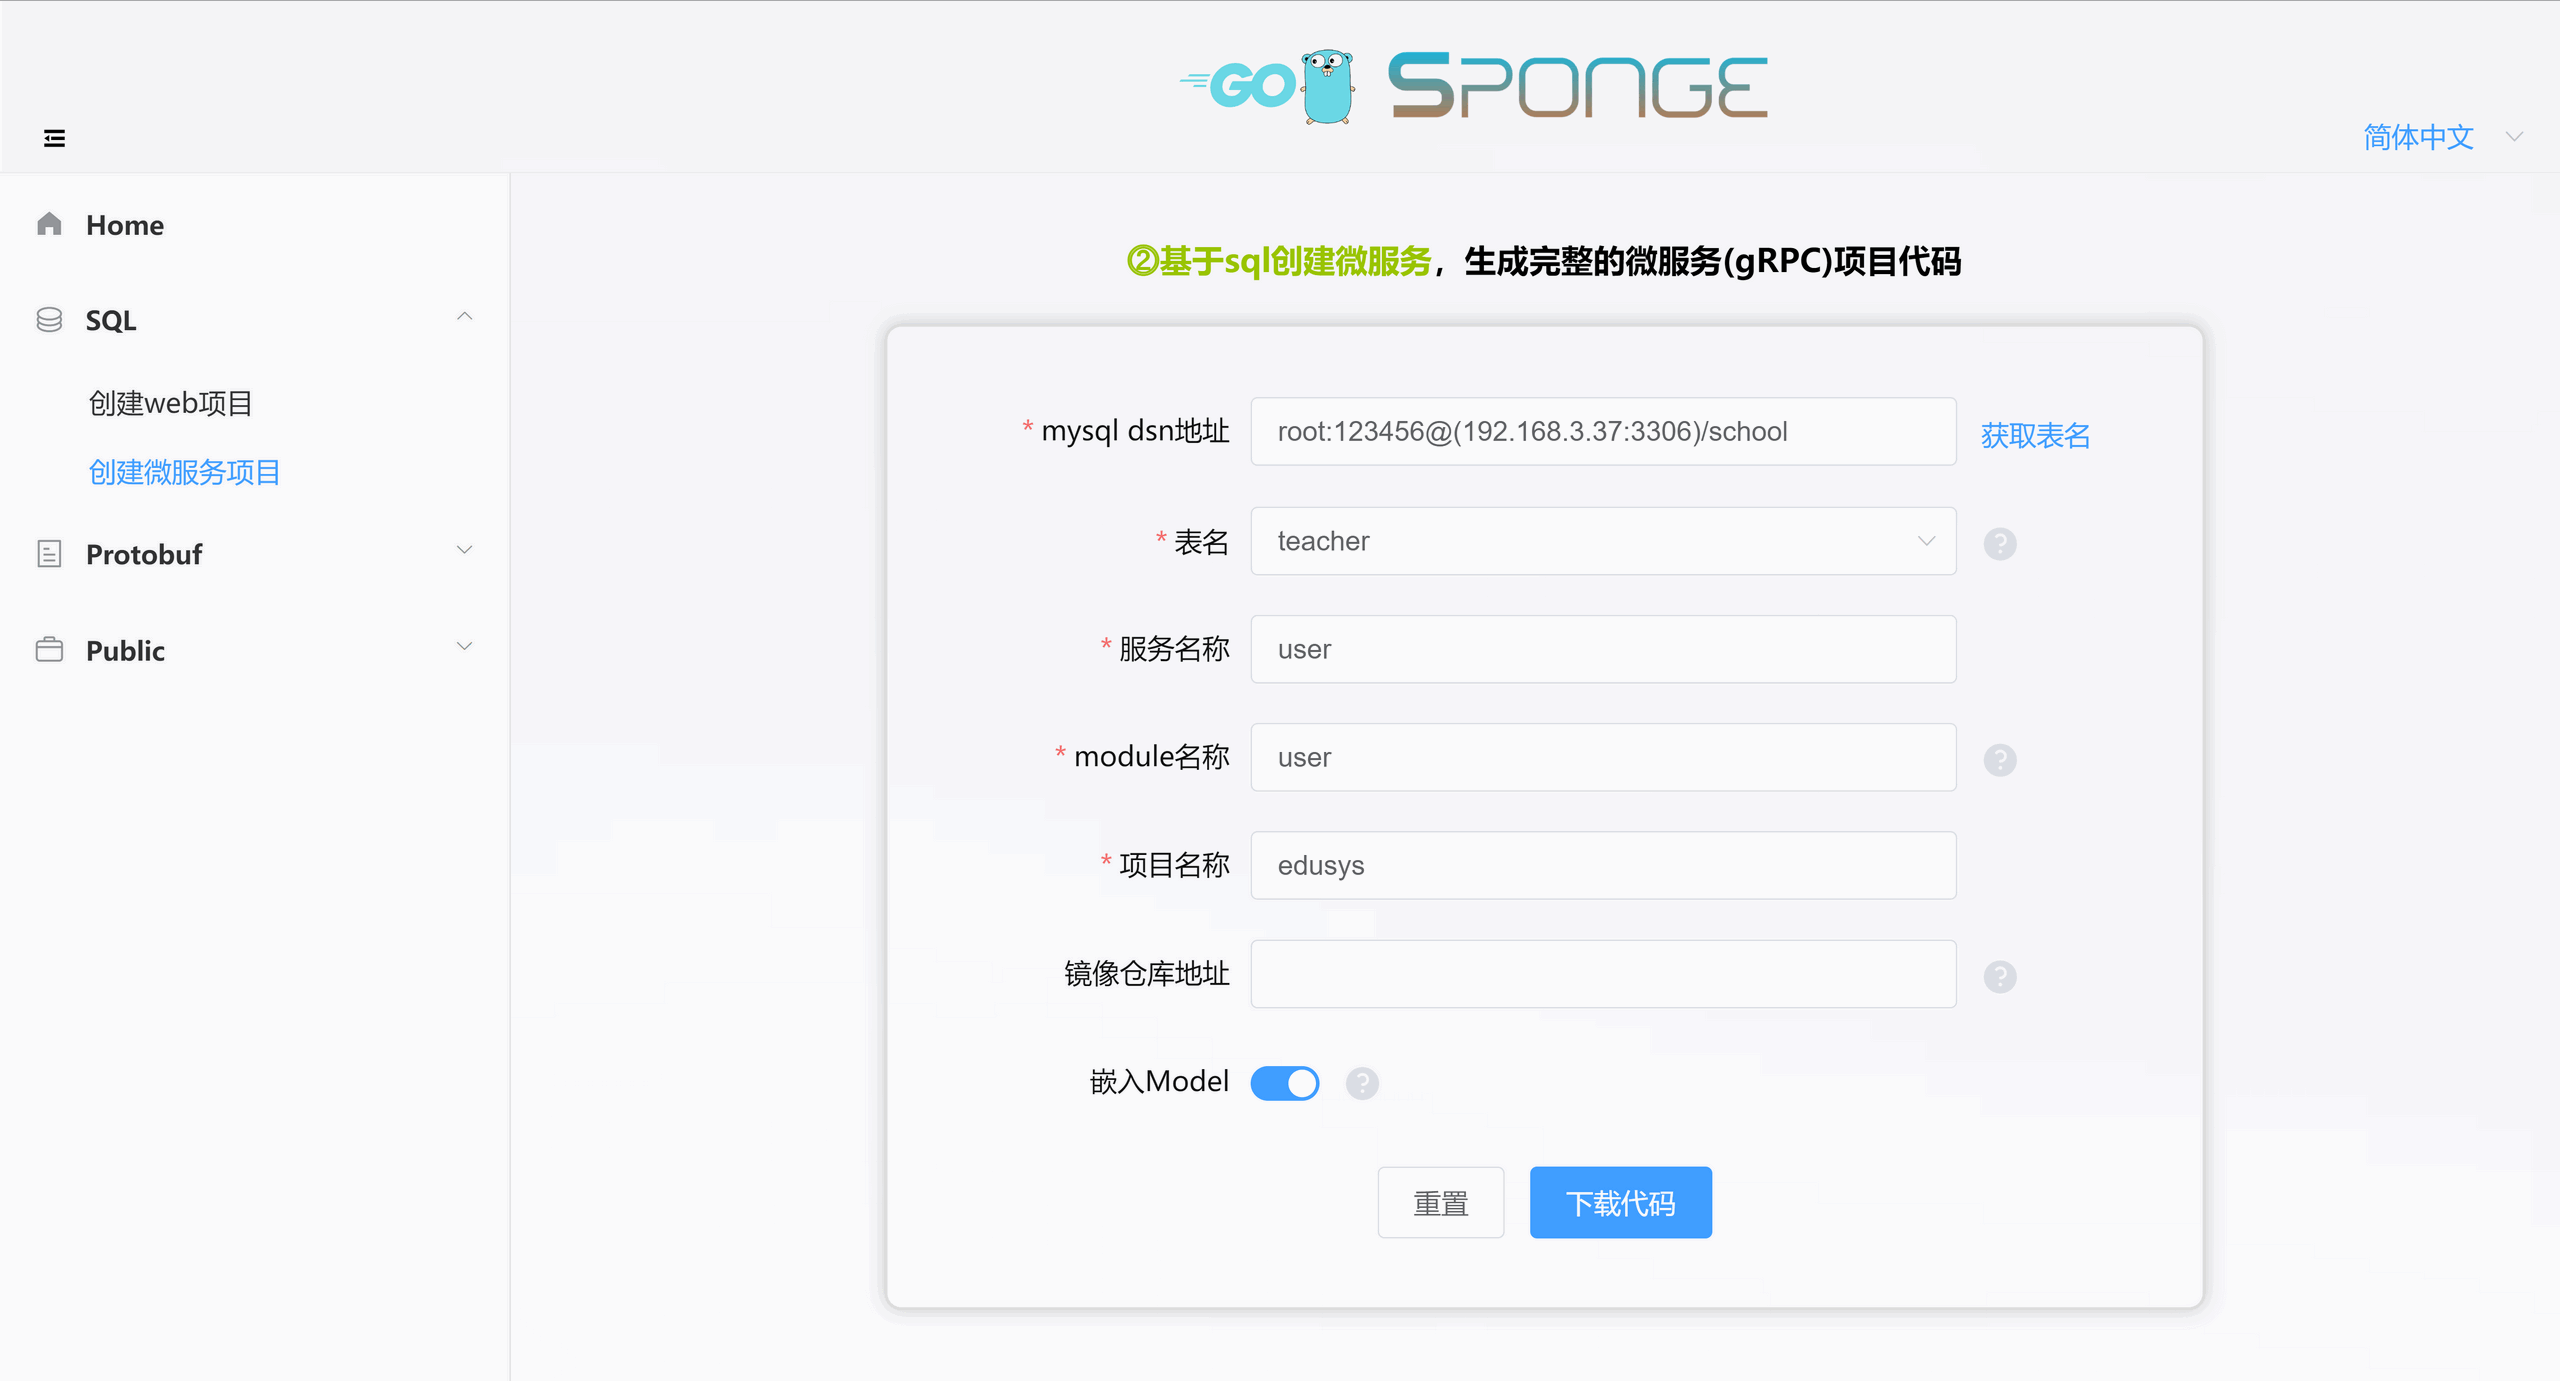 GO SPONGE
简体中文
Home
SQL
创建web项目
创建微服务项目
Protobuf
Public
②基于sql创建微服务，生成完整的微服务(gRPC)项目代码
* mysql dsn地址 root:123456@(192.168.3.37:3306)/school 获取表名
* 表名 teacher ?
* 服务名称 user
* module名称 user ?
* 项目名称 edusys
镜像仓库地址 ?
嵌入Model ?
重置 下载代码